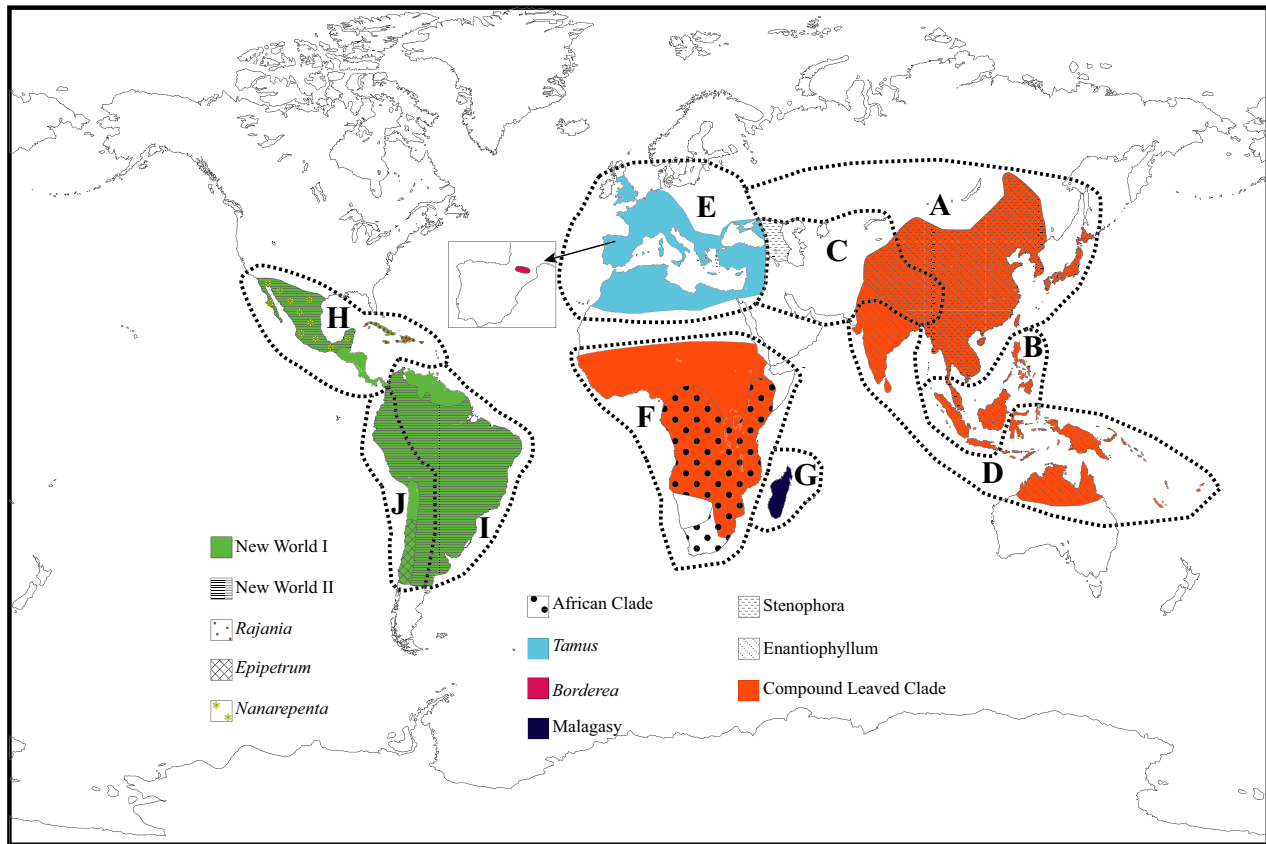 A
E
C
H
B
F
G
D
J
I
New World I
New World II
Rajania
Epipetrum
Nanarepenta
African Clade
Tamus
Borderea
Malagasy
Stenophora
Enantiophyllum
Compound Leaved Clade